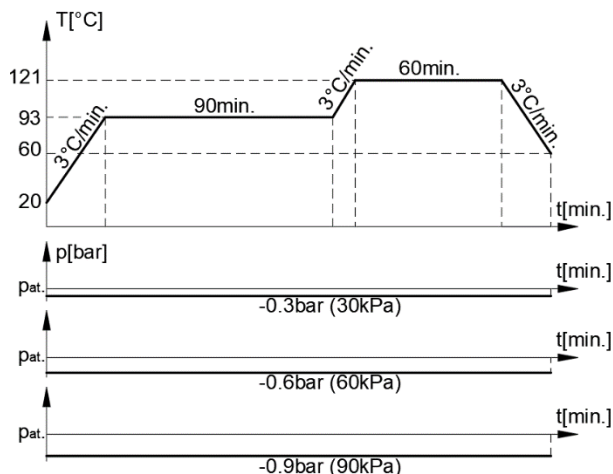 T[°C]
121
93
60
20
3°C/min.
90min.
3°C/min.
60min.
3°C/min.
t[min.]
p[bar]
pat.
t[min.]
-0.3bar (30kPa)
pat.
t[min.]
-0.6bar (60kPa)
pat.
t[min.]
-0.9bar (90kPa)